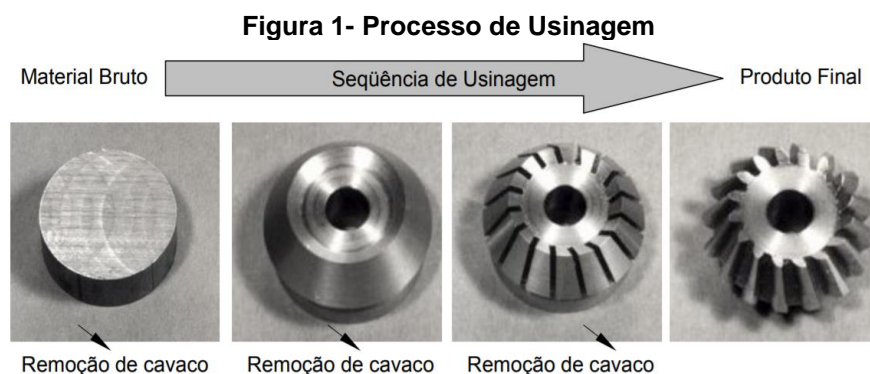 Figura 1- Processo de Usinagem
Material Bruto
Seqüência de Usinagem
Produto Final
Remoção de cavaco
Remoção de cavaco
Remoção de cavaco